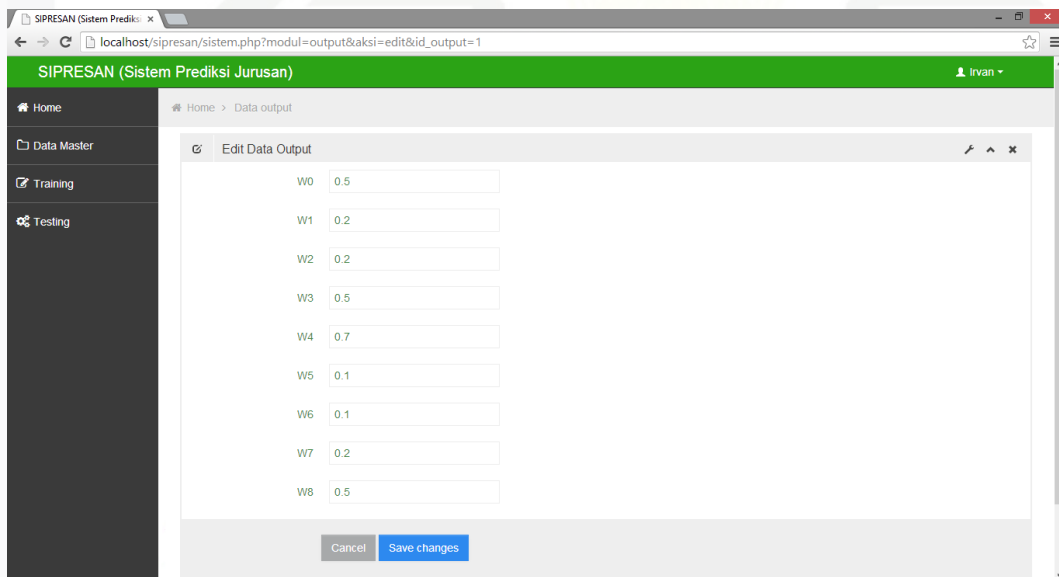 SIPRESAN (Sistem Prediks
localhost/sipresan/sistem.php?modul=output&aksi=edit&id_output=1
SIPRESAN (Sistem Prediksi Jurusan)
Irvan
Home
Data Master
Training
Testing
Home > Data output
Edit Data Output
W0 0.5
W1 0.2
W2 0.2
W3 0.5
W4 0.7
W5 0.1
W6 0.1
W7 0.2
W8 0.5
Cancel Save changes